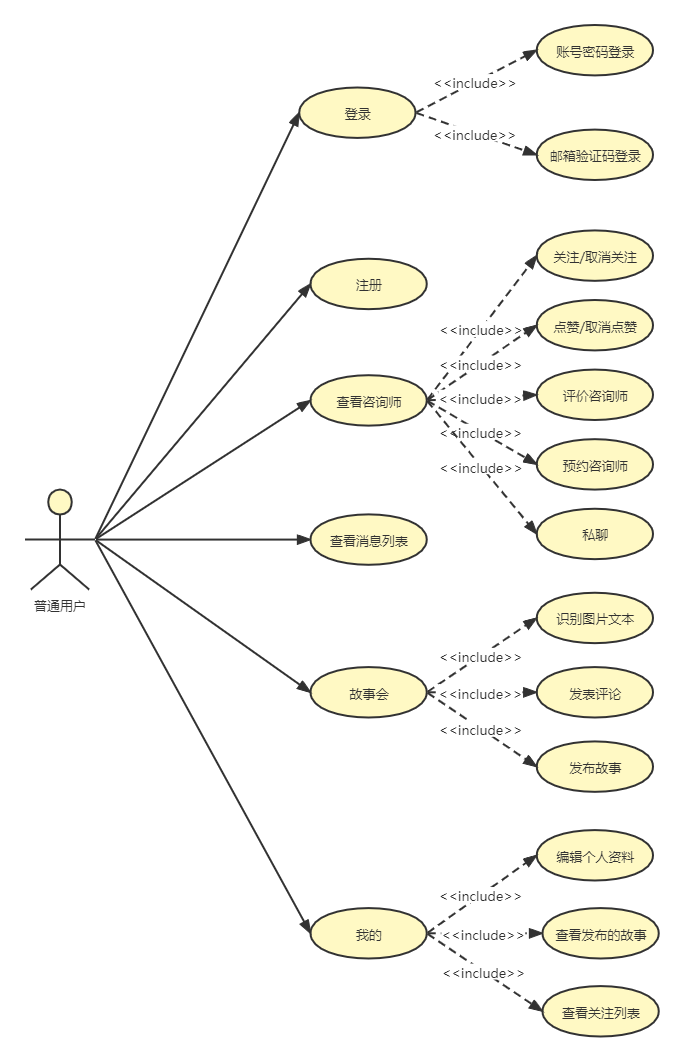 账号密码登录
<<include>>
登录
<<include>>
邮箱验证码登录
关注/取消关注
注册
<<include>>
点赞/取消点赞
<<include>>
查看咨询师
<<include>>
评价咨询师
<<include>>
预约咨询师
<<include>>
私聊
查看消息列表
普通用户
识别图片文本
<<include>>
故事会
<<include>>
发表评论
<<include>>
发布故事
编辑个人资料
<<include>>
我的
<<include>>
查看发布的故事
<<include>>
查看关注列表